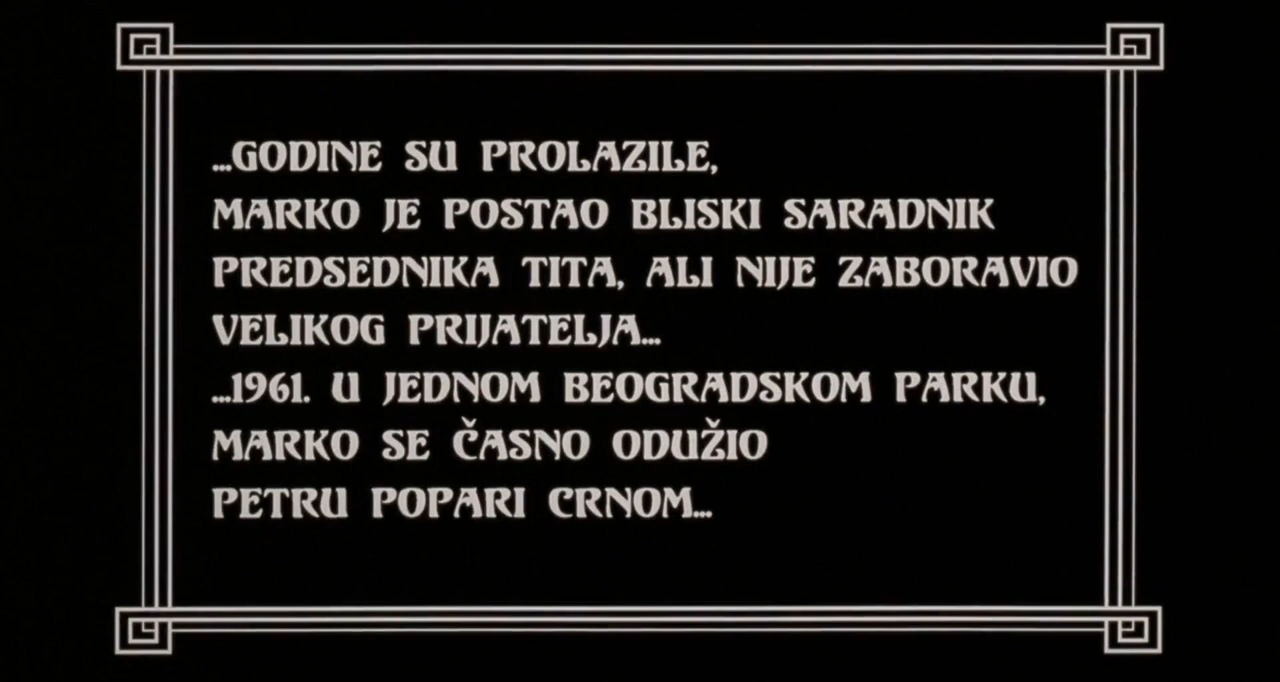 ...GODINE SU PROLAZILE,
MARKO JE POSTAO BLISKI SARADNIK
PREDSEDNIKA TITA, ALI NIJE ZABORAVIO
VELIKOG PRIJATELJA...
...1961. U JEDNOM BEOGRADSKOM PARKU,
MARKO SE ČASNO ODUŽIO
PETRU POPARI CRNOM...